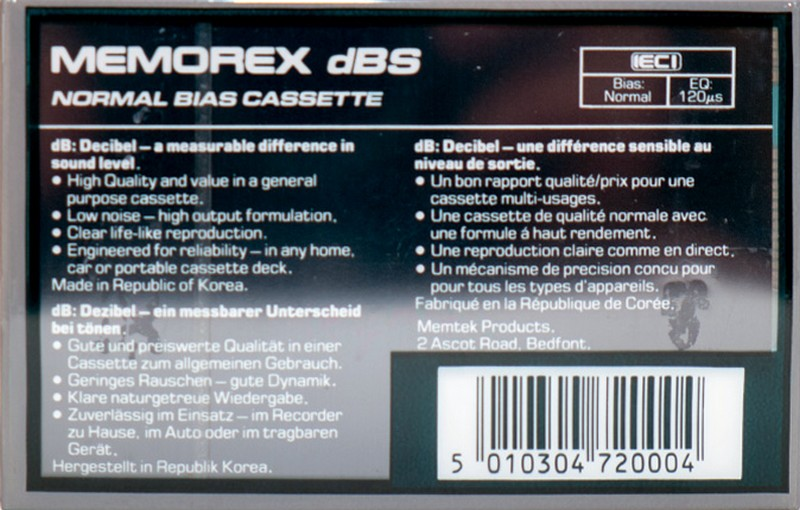 MEMOREX dBS
NORMAL BIAS CASSETTE
IECI
Bias: Normal
EQ: 120µs
dB: Decibel – a measurable difference in
sound level.
• High Quality and value in a general
purpose cassette.
• Low noise – high output formulation.
• Clear life-like reproduction.
• Engineered for reliability – in any home,
car or portable cassette deck.
Made in Republic of Korea.
dB: Dezibel – ein messbarer Unterscheid
bei tönen.
• Gute und preiswerte Qualität in einer
Cassette zum allgemeinen Gebrauch.
• Geringes Rauschen – gute Dynamik.
• Klare naturgetreue Wiedergabe.
• Zuverlässig im Einsatz – im Recorder
zu Hause, im Auto oder im tragbaren
Gerät.
Hergestellt in Republik Korea.
dB: Decibel – une différence sensible au
niveau de sortie.
• Un bon rapport qualité/prix pour une
cassette multi-usages.
• Une cassette de qualité normale avec
une formule á haut rendement.
• Une reproduction claire comme en direct.
• Un mécanisme de precision concu pour
pour tous les types d'appareils.
Fabriqué en la République de Corée.
Memtek Products.
2 Ascot Road, Bedfont.
5 010304 720004